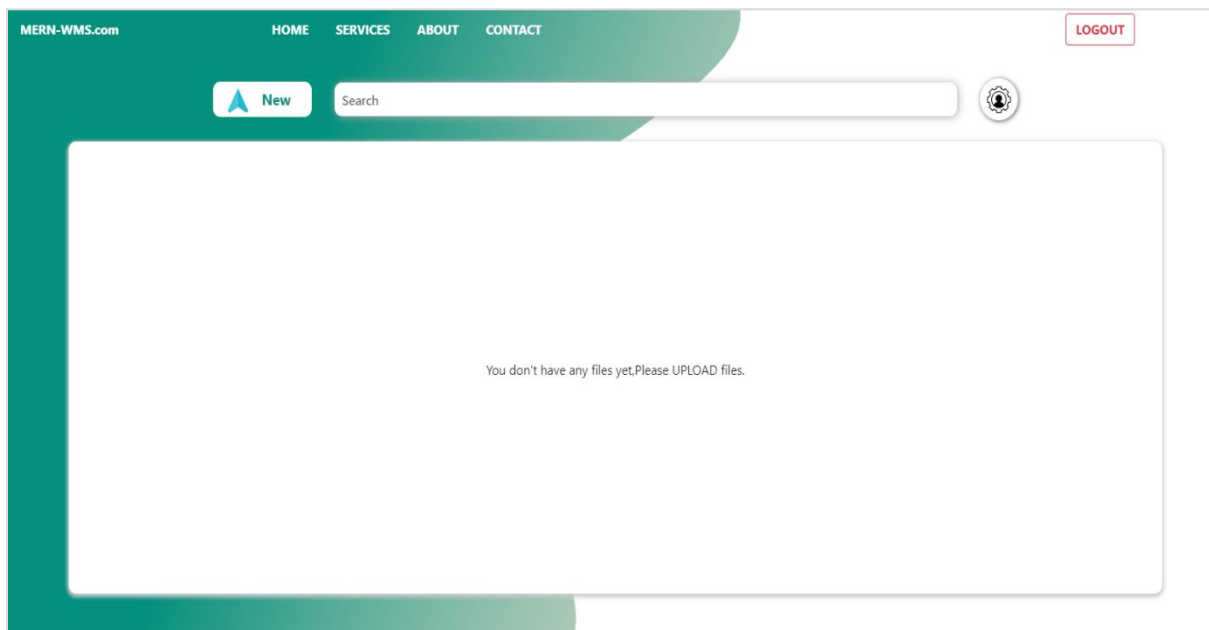 MERN-WMS.com HOME SERVICES ABOUT CONTACT LOGOUT
New Search
You don't have any files yet,Please UPLOAD files.